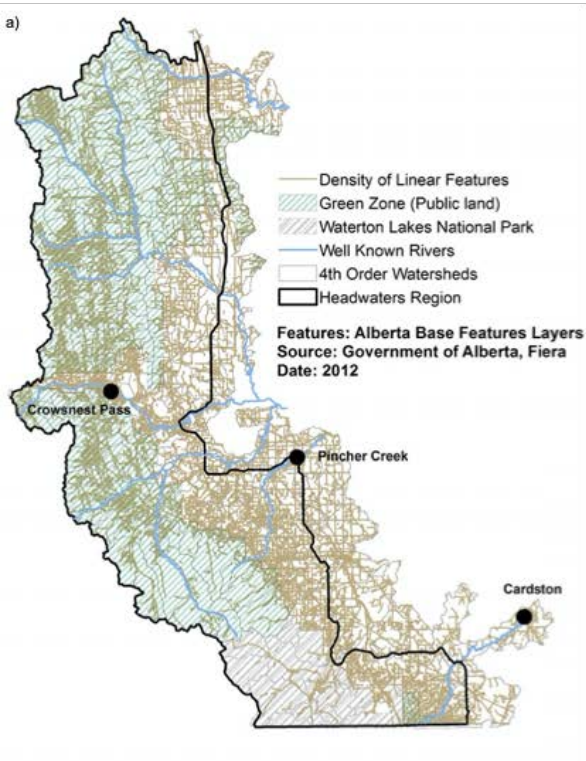 a)
Density of Linear Features
Green Zone (Public land)
Waterton Lakes National Park
Well Known Rivers
4th Order Watersheds
Headwaters Region
Features: Alberta Base Features Layers
Source: Government of Alberta, Fiera
Date: 2012
Crowsnest Pass
Pincher Creek
Cardston